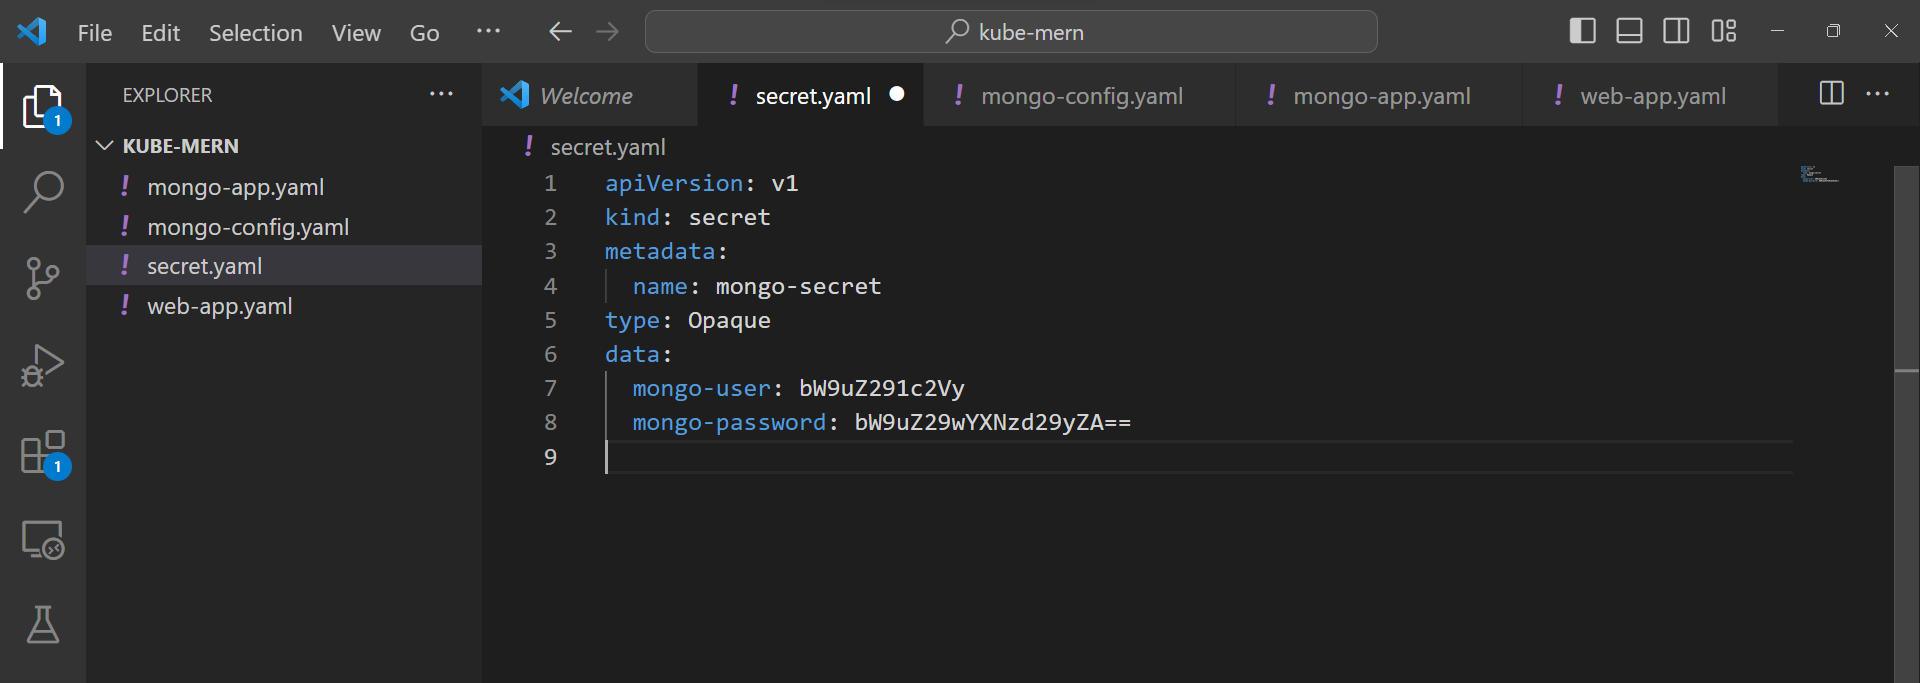 File Edit Selection View Go ··· kube-mern
EXPLORER ···
KUBE-MERN
! mongo-app.yaml
! mongo-config.yaml
! secret.yaml
! web-app.yaml
1
1
Welcome ! secret.yaml ! mongo-config.yaml ! mongo-app.yaml ! web-app.yaml ···
! secret.yaml
1 apiVersion: v1
2 kind: secret
3 metadata:
4 name: mongo-secret
5 type: Opaque
6 data:
7 mongo-user: bW9uZ291c2Vy
8 mongo-password: bW9uZ29wYXNzd29yZA==
9